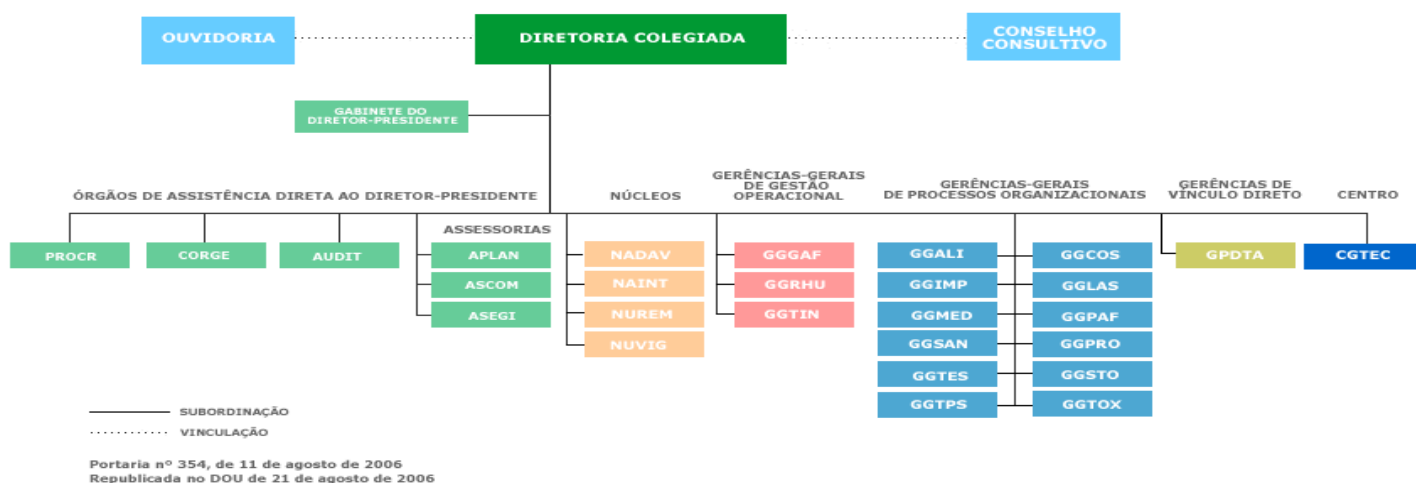 OUVIDORIA
DIRETORIA COLEGIADA
CONSELHO
CONSULTIVO
GABINETE DO
DIRETOR-PRESIDENTE
ÓRGÃOS DE ASSISTÊNCIA DIRETA AO DIRETOR-PRESIDENTE
NÚCLEOS
GERÊNCIAS-GERAIS
DE GESTÃO
OPERACIONAL
GERÊNCIAS-GERAIS
DE PROCESSOS ORGANIZACIONAIS
GERÊNCIAS DE
VÍNCULO DIRETO
CENTRO
PROCR
CORGE
AUDIT
ASSESSORIAS
APLAN
ASCOM
ASEGI
NADAV
NAINT
NUREM
NUVIG
GGGAF
GGRHU
GGTIN
GGALI
GGIMP
GGMED
GGSAN
GGTES
GGTPS
GGCOS
GGLAS
GGPAF
GGPRO
GGSTO
GGTOX
GPDTA
CGTEC
SUBORDINAÇÃO
VINCULAÇÃO
Portaria nº 354, de 11 de agosto de 2006
Republicada no DOU de 21 de agosto de 2006